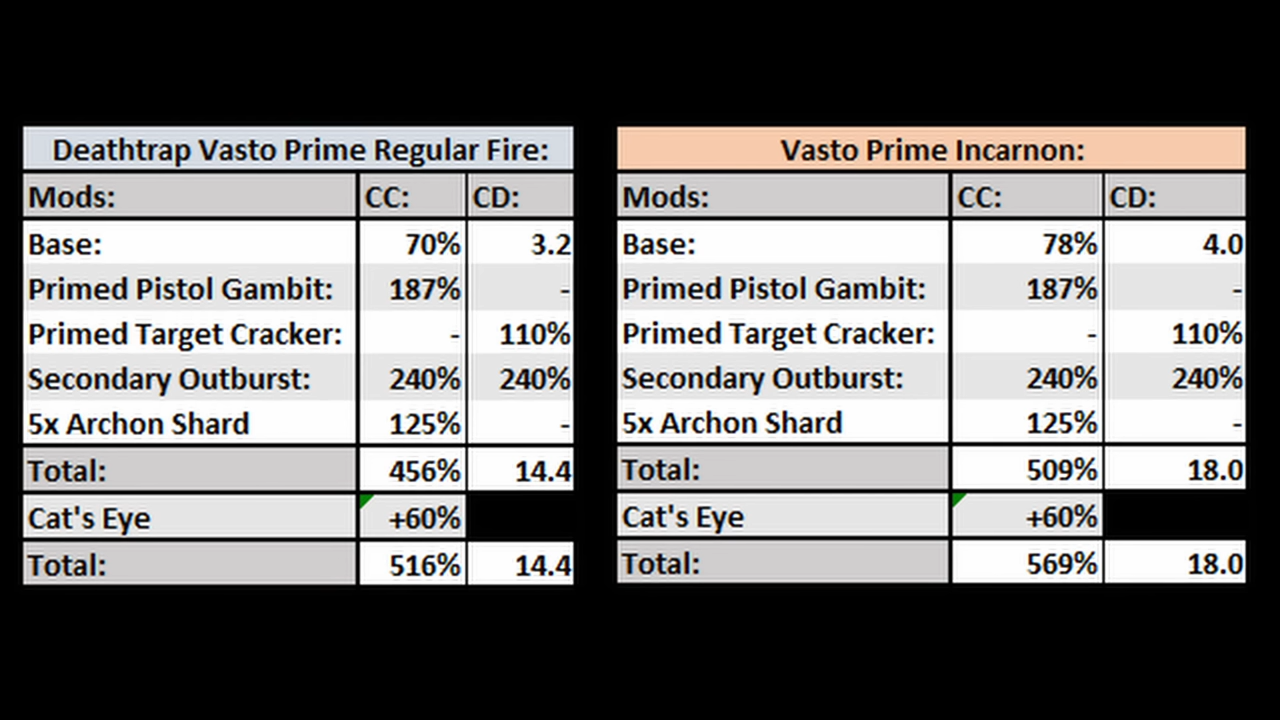 Deathtrap Vasto Prime Regular Fire:
Mods: CC: CD:
Base: 70% 3.2
Primed Pistol Gambit: 187% -
Primed Target Cracker: - 110%
Secondary Outburst: 240% 240%
5x Archon Shard 125% -
Total: 456% 14.4
Cat's Eye +60%
Total: 516% 14.4
Vasto Prime Incarnon:
Mods: CC: CD:
Base: 78% 4.0
Primed Pistol Gambit: 187% -
Primed Target Cracker: - 110%
Secondary Outburst: 240% 240%
5x Archon Shard 125% -
Total: 509% 18.0
Cat's Eye +60%
Total: 569% 18.0